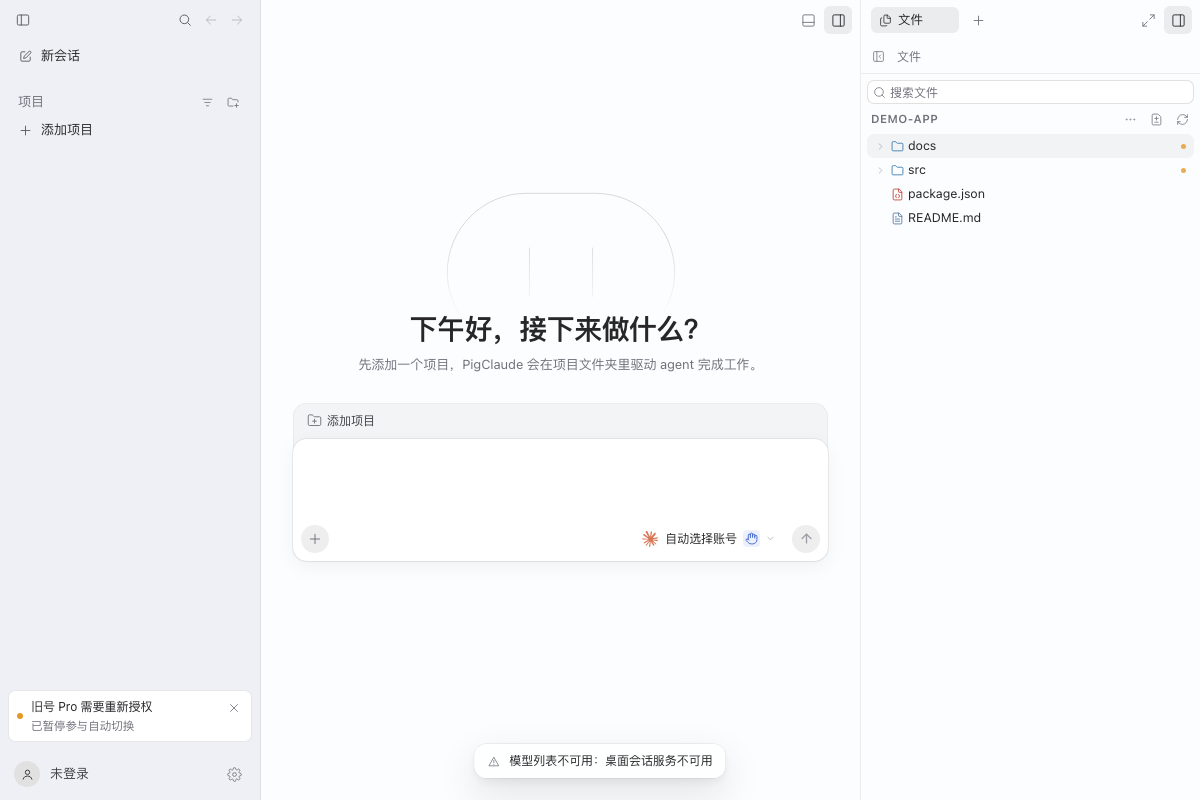 新会话
项目
添加项目
旧号 Pro 需要重新授权
已暂停参与自动切换
未登录
下午好，接下来做什么？
先添加一个项目，PigClaude 会在项目文件夹里驱动 agent 完成工作。
添加项目
自动选择账号
模型列表不可用：桌面会话服务不可用
文件
文件
搜索文件
DEMO-APP
docs
src
package.json
README.md